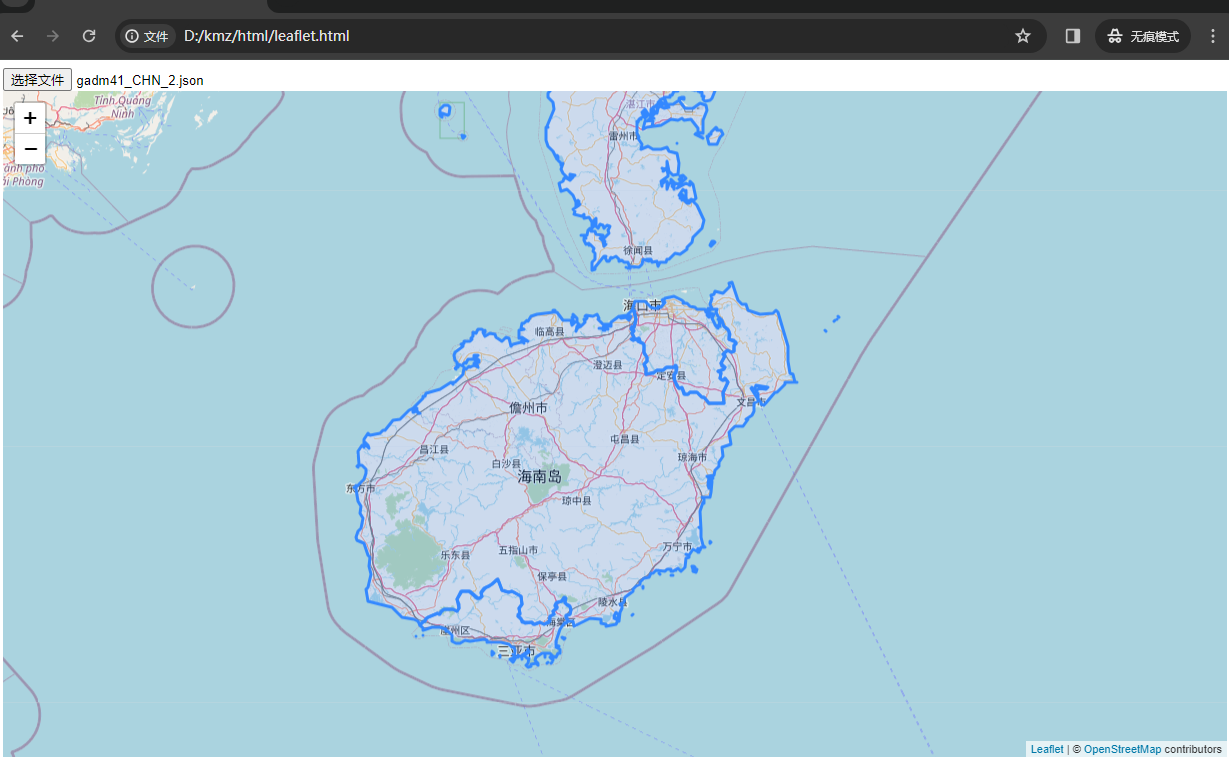 文件
D:/kmz/html/leaflet.html
无痕模式
选择文件 gadm41_CHN_2.json
+
−
Tỉnh Quảng
Ninh
湛江市
雷州市
徐闻县
海口市
临高县
澄迈县
定安县
文昌市
儋州市
屯昌县
昌江县
琼海市
白沙县
海南岛
东方市
琼中县
万宁市
五指山市
乐东县
保亭县
陵水县
海棠区
崖州区
三亚市
Leaflet | © OpenStreetMap contributors